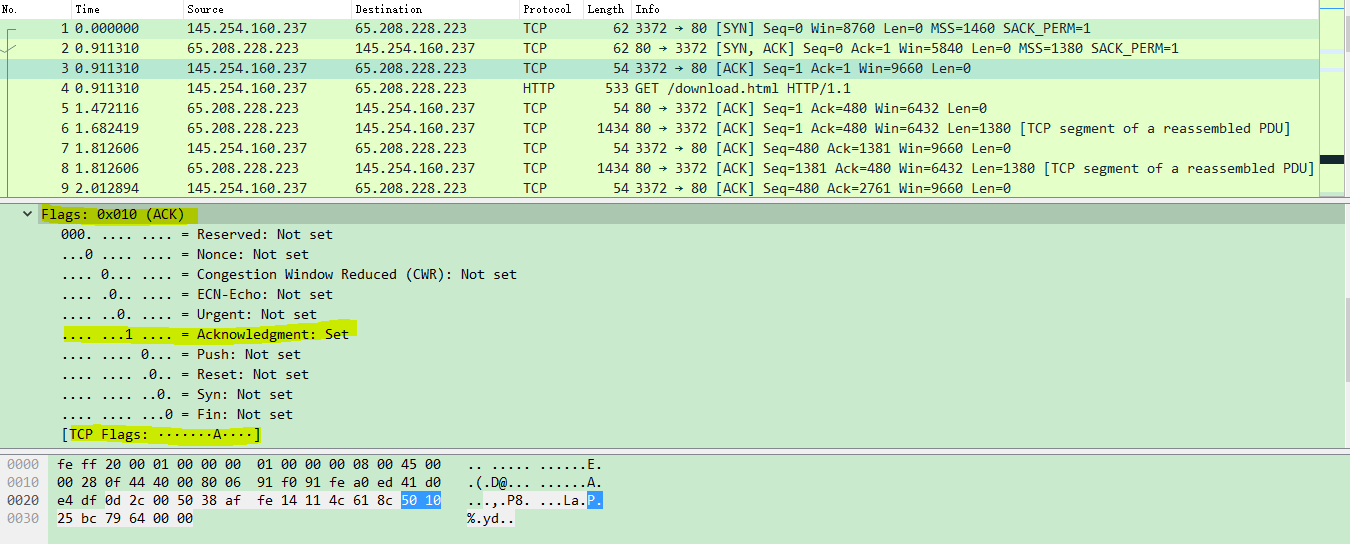 No. Time Source Destination Protocol Length Info
1 0.000000 145.254.160.237 65.208.228.223 TCP 62 3372 → 80 [SYN] Seq=0 Win=8760 Len=0 MSS=1460 SACK_PERM=1
2 0.911310 65.208.228.223 145.254.160.237 TCP 62 80 → 3372 [SYN, ACK] Seq=0 Ack=1 Win=5840 Len=0 MSS=1380 SACK_PERM=1
3 0.911310 145.254.160.237 65.208.228.223 TCP 54 3372 → 80 [ACK] Seq=1 Ack=1 Win=9660 Len=0
4 0.911310 145.254.160.237 65.208.228.223 HTTP 533 GET /download.html HTTP/1.1
5 1.472116 65.208.228.223 145.254.160.237 TCP 54 80 → 3372 [ACK] Seq=1 Ack=480 Win=6432 Len=0
6 1.682419 65.208.228.223 145.254.160.237 TCP 1434 80 → 3372 [ACK] Seq=1 Ack=480 Win=6432 Len=1380 [TCP segment of a reassembled PDU]
7 1.812606 145.254.160.237 65.208.228.223 TCP 54 3372 → 80 [ACK] Seq=480 Ack=1381 Win=9660 Len=0
8 1.812606 65.208.228.223 145.254.160.237 TCP 1434 80 → 3372 [ACK] Seq=1381 Ack=480 Win=6432 Len=1380 [TCP segment of a reassembled PDU]
9 2.012894 145.254.160.237 65.208.228.223 TCP 54 3372 → 80 [ACK] Seq=480 Ack=2761 Win=9660 Len=0
Flags: 0x010 (ACK)
000. .... .... = Reserved: Not set
...0 .... .... = Nonce: Not set
.... 0... .... = Congestion Window Reduced (CWR): Not set
.... .0.. .... = ECN-Echo: Not set
.... ..0. .... = Urgent: Not set
.... ...1 .... = Acknowledgment: Set
.... .... 0... = Push: Not set
.... .... .0.. = Reset: Not set
.... .... ..0. = Syn: Not set
.... .... ...0 = Fin: Not set
[TCP Flags: ·······A····]
0000 fe ff 20 00 01 00 00 00 01 00 00 00 08 00 45 00 .. ..... ......E.
0010 00 28 0f 44 40 00 80 06 91 f0 91 fe a0 ed 41 d0 .(.D@... ......A.
0020 e4 df 0d 2c 00 50 38 af fe 14 11 4c 61 8c 50 10 ...,.P8. ...La.P.
0030 25 bc 79 64 00 00 %.yd..